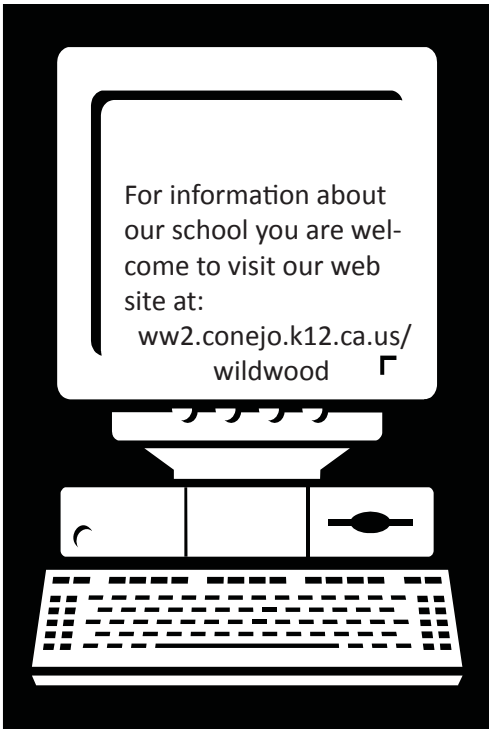 For information about
our school you are wel-
come to visit our web
site at:
ww2.conejo.k12.ca.us/
wildwood